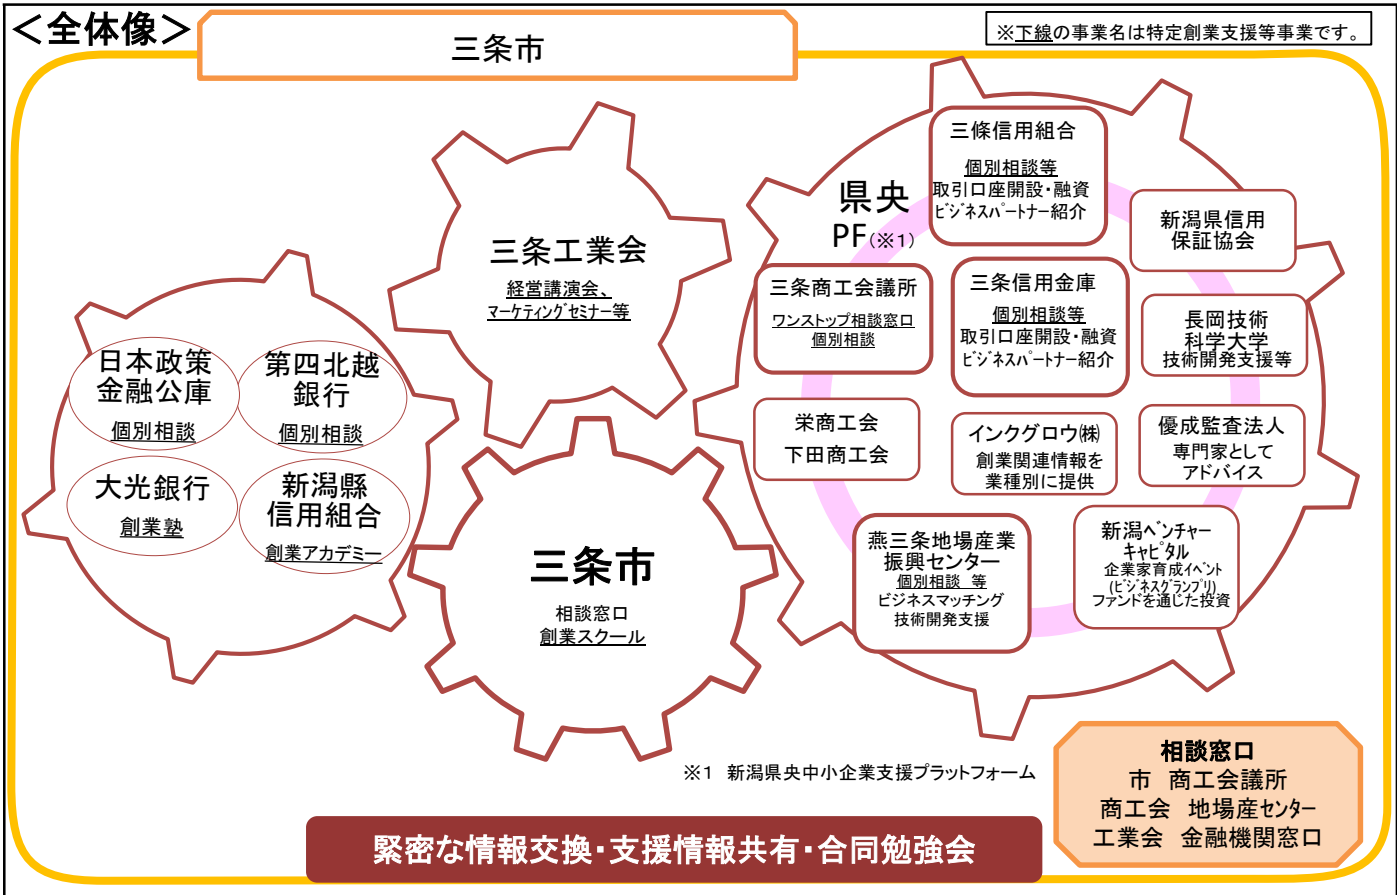 ＜全体像＞
三条市
※下線の事業名は特定創業支援等事業です。
三条工業会
経営講演会、
マーケティングセミナー等
日本政策
金融公庫
個別相談
第四北越
銀行
個別相談
大光銀行
創業塾
新潟縣
信用組合
創業アカデミー
三条市
相談窓口
創業スクール
県央
PF(※1)
三條信用組合
個別相談等
取引口座開設・融資
ビジネスパートナー紹介
新潟県信用
保証協会
三条商工会議所
ワンストップ相談窓口
個別相談
三条信用金庫
個別相談等
取引口座開設・融資
ビジネスパートナー紹介
長岡技術
科学大学
技術開発支援等
栄商工会
下田商工会
インクグロウ㈱
創業関連情報を
業種別に提供
優成監査法人
専門家として
アドバイス
燕三条地場産業
振興センター
個別相談 等
ビジネスマッチング
技術開発支援
新潟ベンチャー
キャピタル
企業家育成イベント
(ビジネスグランプリ)
ファンドを通じた投資
※1 新潟県央中小企業支援プラットフォーム
相談窓口
市 商工会議所
商工会 地場産センター
工業会 金融機関窓口
緊密な情報交換・支援情報共有・合同勉強会